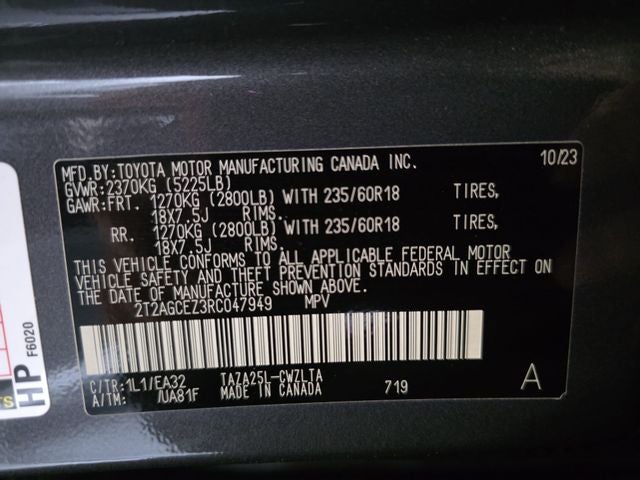 MFD.BY:TOYOTA MOTOR MANUFACTURING CANADA INC. 10/23
GVWR:2370KG (5225LB)
GAWR:FRT. 1270KG (2800LB) WITH 235/60R18 TIRES,
18X7.5J RIMS.
RR. 1270KG (2800LB) WITH 235/60R18 TIRES,
18X7.5J RIMS.
THIS VEHICLE CONFORMS TO ALL APPLICABLE FEDERAL MOTOR
VEHICLE SAFETY AND THEFT PREVENTION STANDARDS IN EFFECT ON
THE DATE OF MANUFACTURE SHOWN ABOVE.
2T2AGCEZ3RC047949 MPV
C/TR:1L1/EA32 TAZA25L-CWZLTA
A/TM: /UA81F MADE IN CANADA 719 A
HP F6020